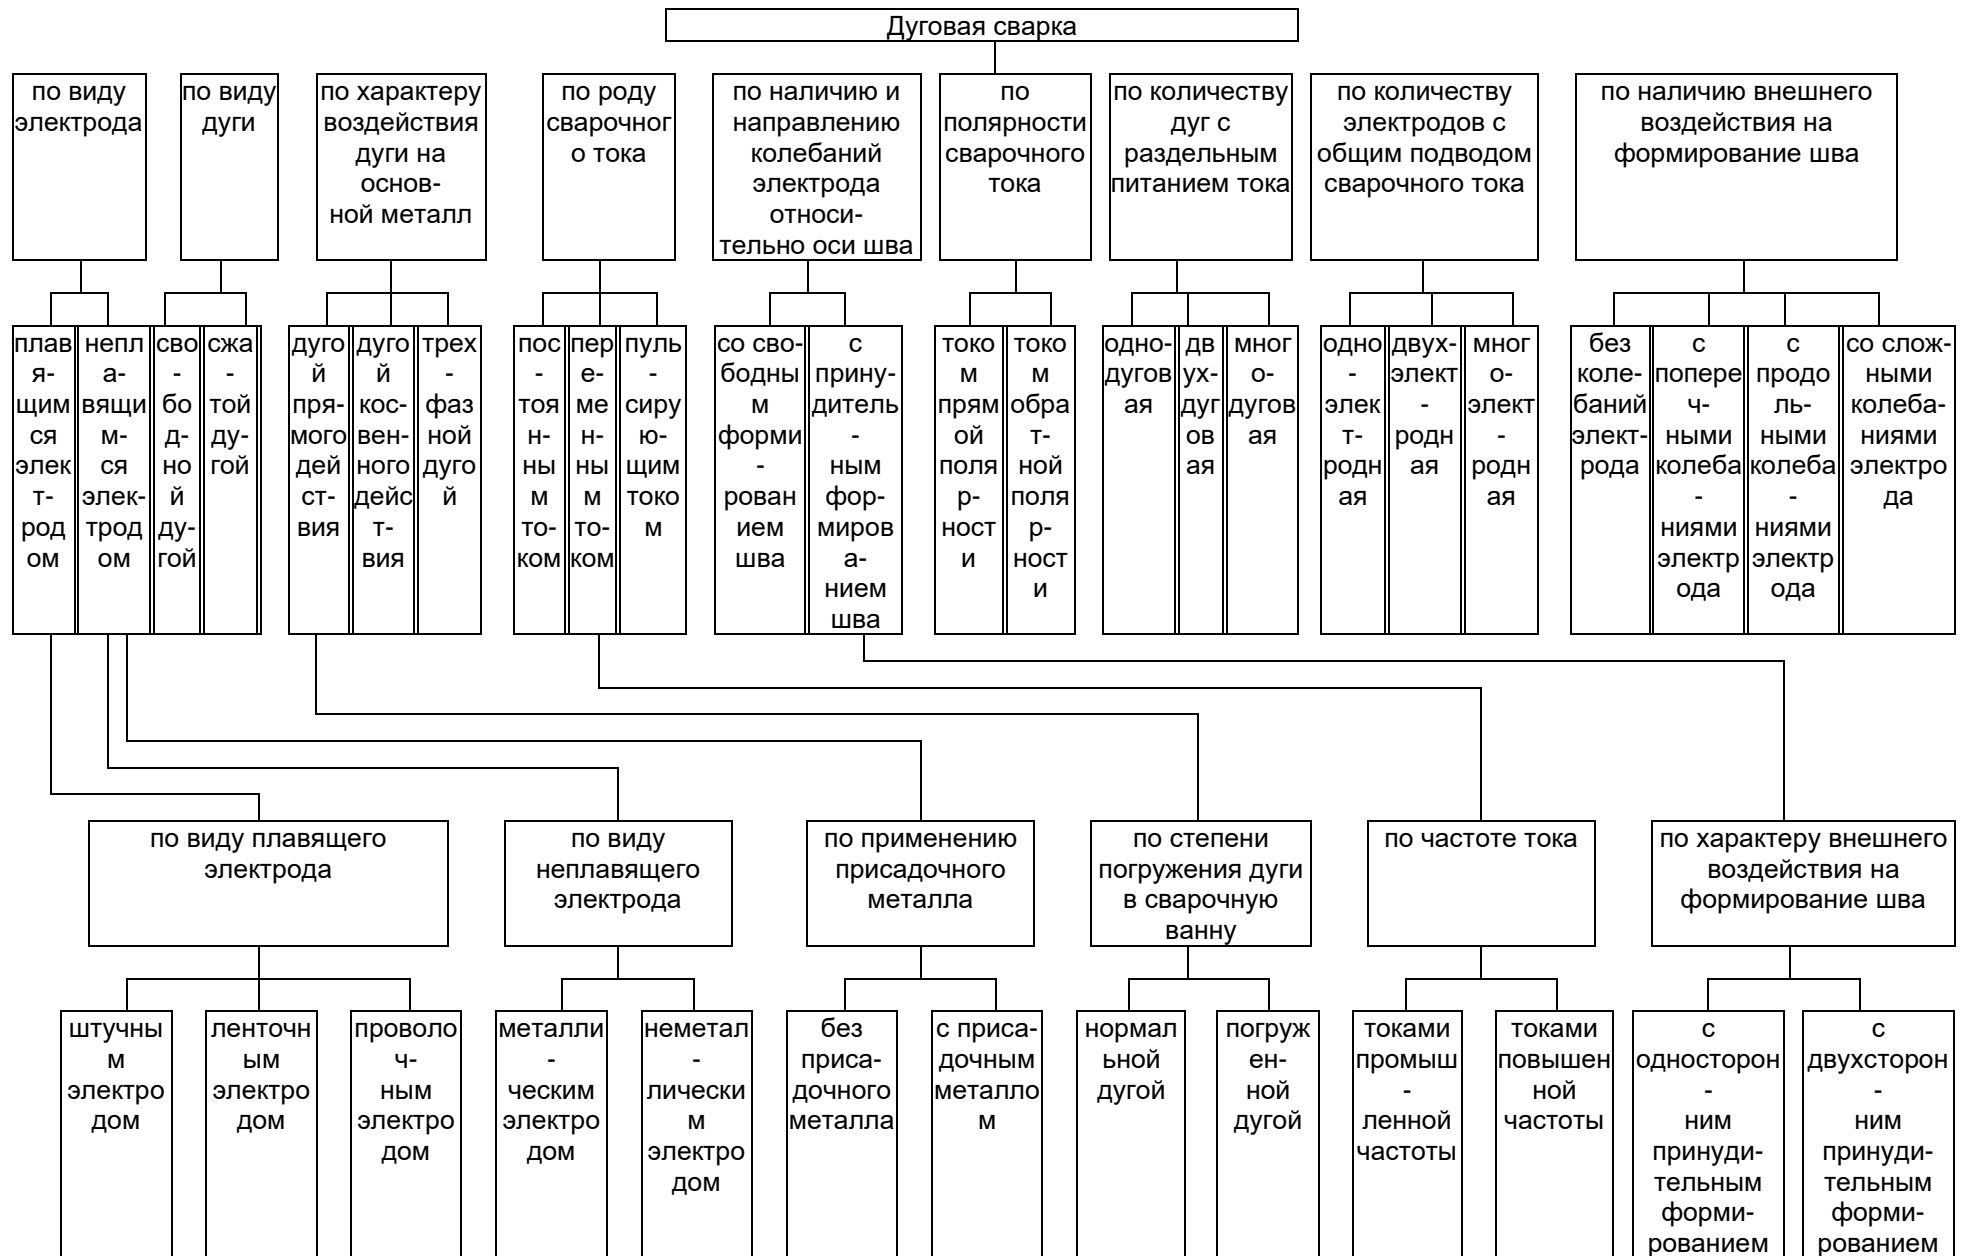 Дуговая сварка
по виду
электрода
по виду
дуги
по характеру
воздействия
дуги на
основ-
ной металл
по роду
сварочног
о тока
по наличию и
направлению
колебаний
электрода
относи-
тельно оси шва
по
полярности
сварочного
тока
по количеству
дуг с
раздельным
питанием тока
по количеству
электродов с
общим подводом
сварочного тока
по наличию внешнего
воздействия на
формирование шва
плав
я-
щим
ся
элек
т-
род
ом
непл
а-
вящи
м-
ся
элек-
трод
ом
сво
-
бо
д-
но
й
ду-
гой
сжа
-
той
ду-
гой
дуго
й
пря-
мого
дей
ст-
вия
дуго
й
кос-
вен-
ного
дейс
т-
вия
трех
-
фаз
ной
дуго
й
пос
-
тоя
н-
ны
м
то-
ком
пер
е-
ме
н-
ны
м
то-
ком
пуль
-
сиру
ю-
щим
токо
м
со сво-
бодны
м
форми
-
рован
ием
шва
с
прину-
дитель
-
ным
фор-
миров
а-
нием
шва
токо
м
прям
ой
поля
р-
ност
и
токо
м
обра
т-
ной
поля
р-
ност
и
одно-
дугов
ая
дв
ух-
дуг
ов
ая
мног
о-
дугов
ая
одно
-
элек
т-
родн
ая
двух-
элект
-
родн
ая
мног
о-
элект
-
родн
ая
без
коле-
баний
элект-
рода
с
попере
ч-
ными
колеба
-
ниями
электр
ода
с
продо
ль-
ными
колеба
-
ниями
электр
ода
со слож-
ными
колеба-
ниями
электро
да
по виду плавящего
электрода
по виду
неплавящего
электрода
по применению
присадочного
металла
по степени
погружения дуги
в сварочную
ванну
по частоте тока
по характеру внешнего
воздействия на
формирование шва
штучны
м
электро
дом
ленточн
ым
электро
дом
проволо
ч-
ным
электро
дом
металли
-
ческим
электро
дом
неметал
-
лически
м
электро
дом
без
приса-
дочного
металла
с приса-
дочным
металло
м
нормал
ьной
дугой
погруж
ен-
ной
дугой
токами
промыш
-
ленной
частоты
токами
повышен
ной
частоты
с
односторон
-
ним
принуди-
тельным
форми-
рованием
с
двухсторон
-
ним
принуди-
тельным
форми-
рованием